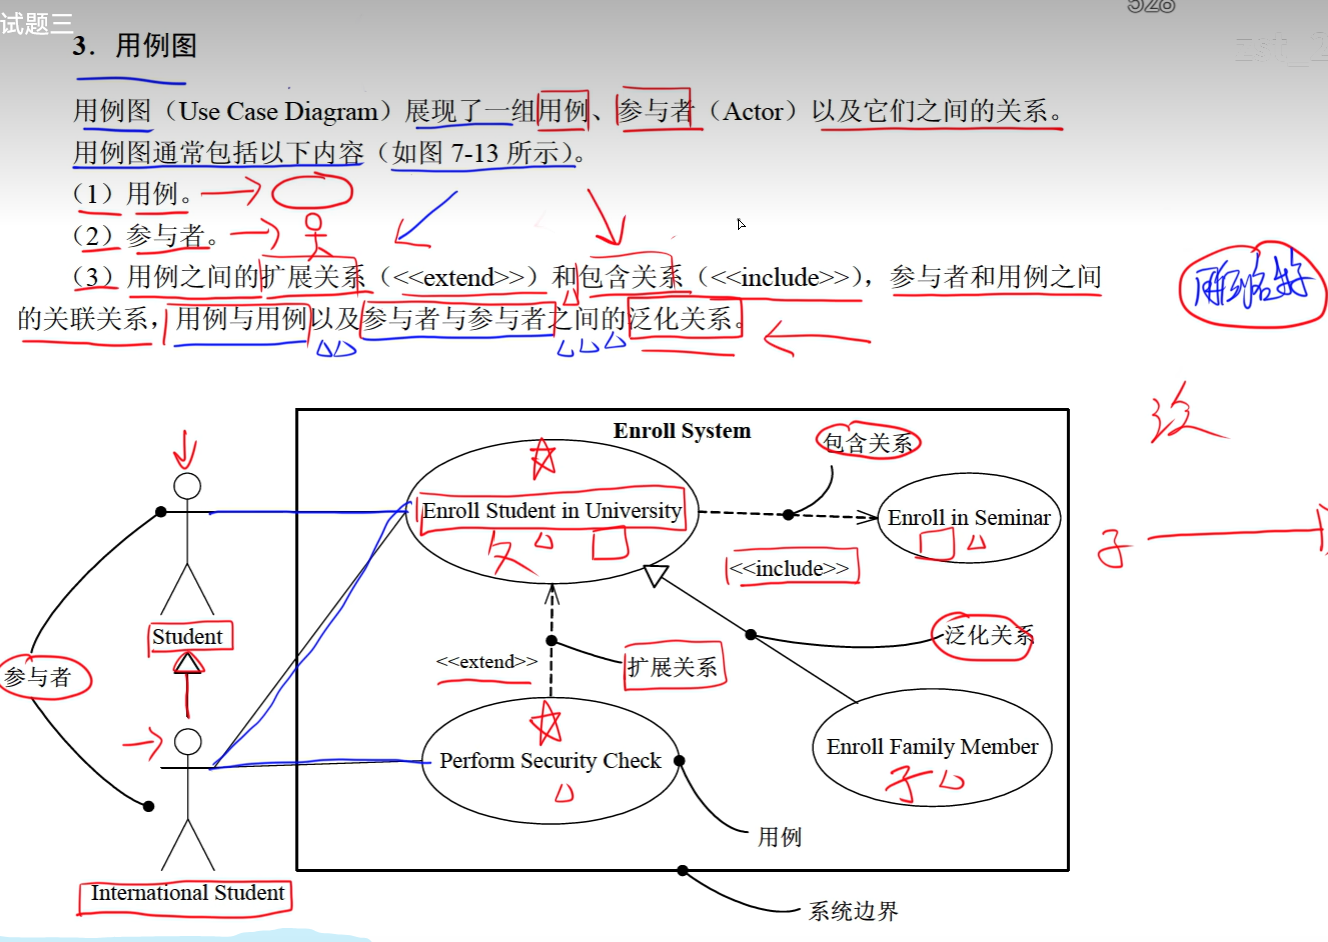 试题三
528
3．用例图
用例图（Use Case Diagram）展现了一组用例、参与者（Actor）以及它们之间的关系。
用例图通常包括以下内容（如图 7-13 所示）。
（1）用例。
（2）参与者。
（3）用例之间的扩展关系（<<extend>>）和包含关系（<<include>>），参与者和用例之间
的关联关系，用例与用例以及参与者与参与者之间的泛化关系。
Enroll System
包含关系
Enroll Student in University
Enroll in Seminar
父
<<include>>
子
Student
泛化关系
<<extend>>
扩展关系
参与者
Enroll Family Member
Perform Security Check
子
用例
International Student
系统边界